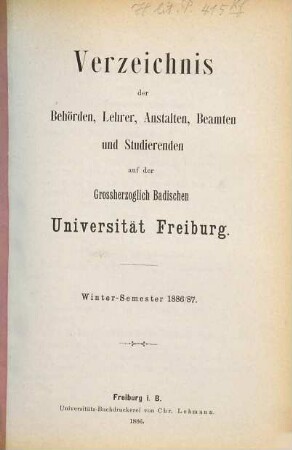 Verzeichnis
der
Behörden, Lehrer, Anstalten, Beamten
und Studierenden
auf der
Grossherzoglich Badischen
Universität Freiburg.
Winter-Semester 1886/87.
Freiburg i. B.
Universitäts-Buchdruckerei von Chr. Lehmann.
1886.